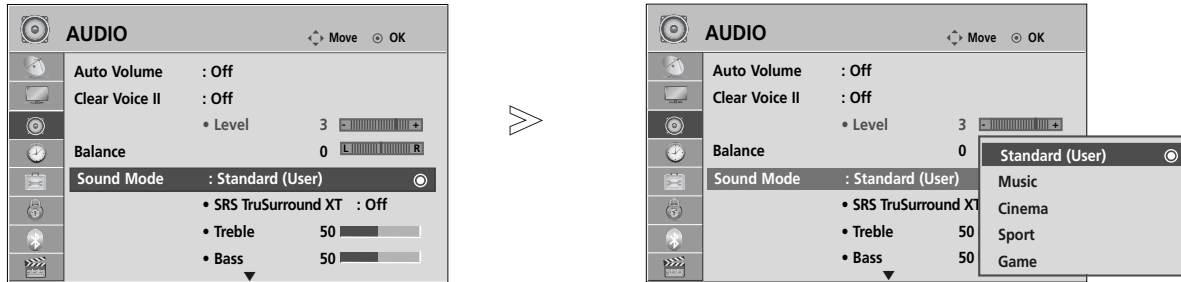 AUDIO Move OK
Auto Volume : Off
Clear Voice II : Off
• Level 3 - +
Balance 0 L R
Sound Mode : Standard (User)
• SRS TruSurround XT : Off
• Treble 50
• Bass 50
>
AUDIO Move OK
Auto Volume : Off
Clear Voice II : Off
• Level 3 - +
Balance 0
Sound Mode : Standard (User)
• SRS TruSurround XT
• Treble 50
• Bass 50
Standard (User)
Music
Cinema
Sport
Game